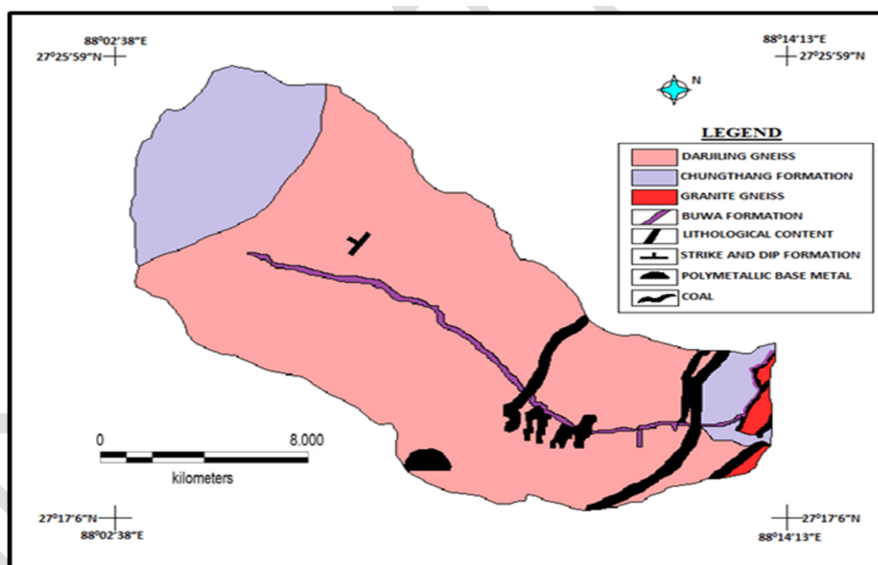 88°02'38"E
27°25'59"N
88°14'13"E
27°25'59"N
N
LEGEND
DARJILING GNEISS
CHUNGTHANG FORMATION
GRANITE GNEISS
BUWA FORMATION
LITHOLOGICAL CONTENT
STRIKE AND DIP FORMATION
POLYMETALLIC BASE METAL
COAL
0 8.000
kilometers
27°17'6"N
88°02'38"E
27°17'6"N
88°14'13"E